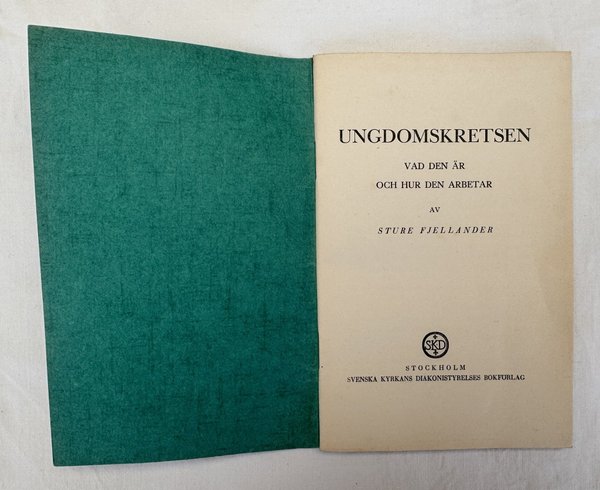 UNGDOMSKRETSEN
VAD DEN ÄR
OCH HUR DEN ARBETAR
AV
STURE FJELLANDER
SKD
STOCKHOLM
SVENSKA KYRKANS DIAKONISTYRELSES BOKFÖRLAG